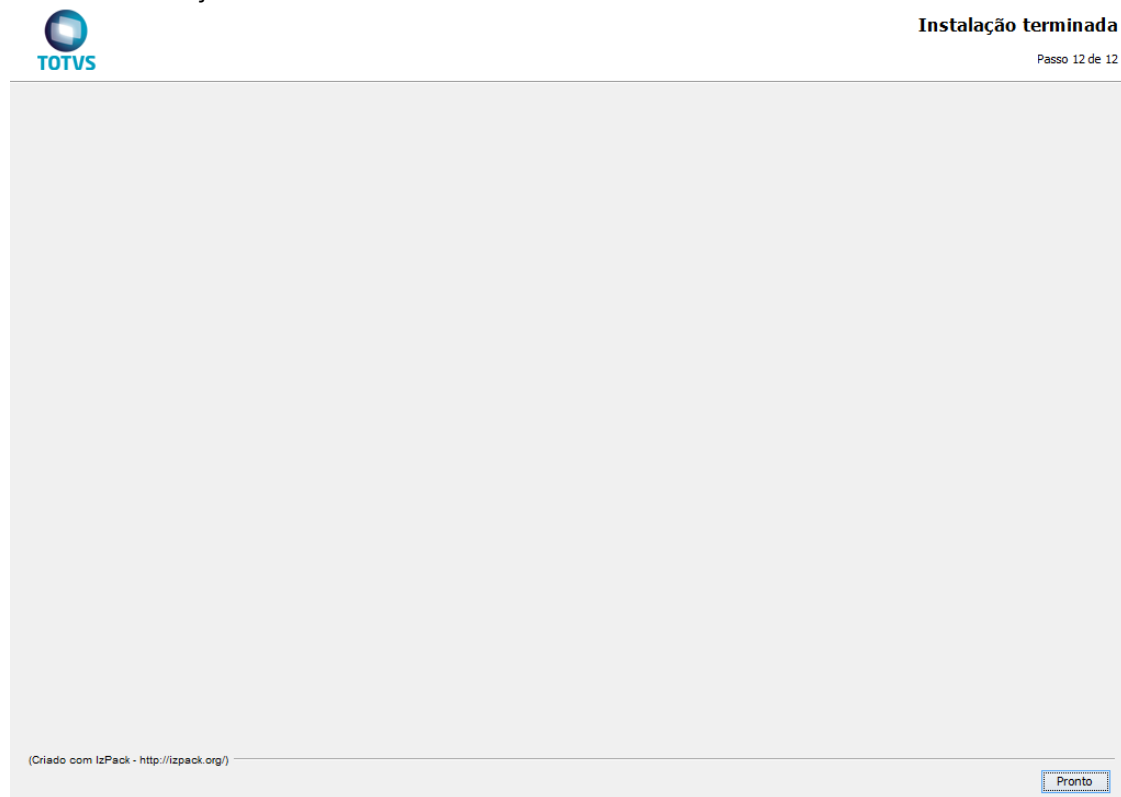 TOTVS
Instalação terminada
Passo 12 de 12
(Criado com IzPack - http://izpack.org/)
Pronto